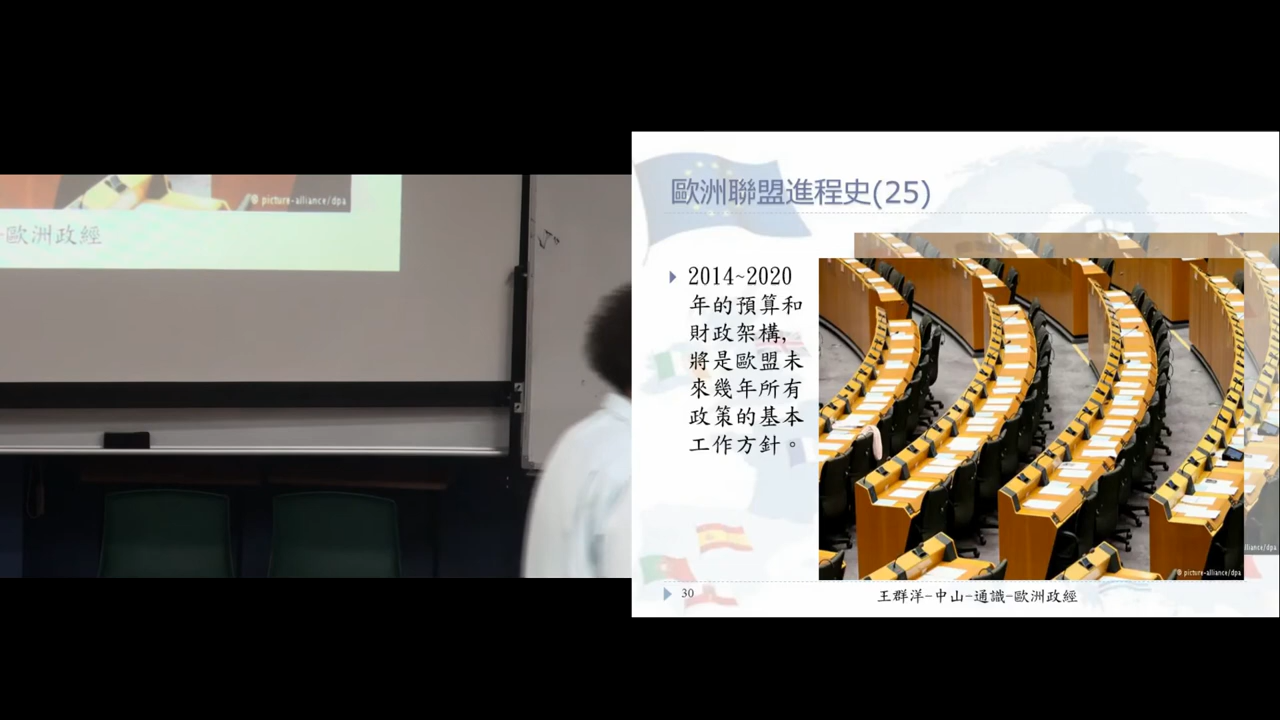 © picture-alliance/dpa
-歐洲政經
歐洲聯盟進程史(25)
2014~2020
年的預算和
財政架構,
將是歐盟未
來幾年所有
政策的基本
工作方針。
lliance/dpa
© picture-alliance/dpa
30
王群洋-中山-通識-歐洲政經